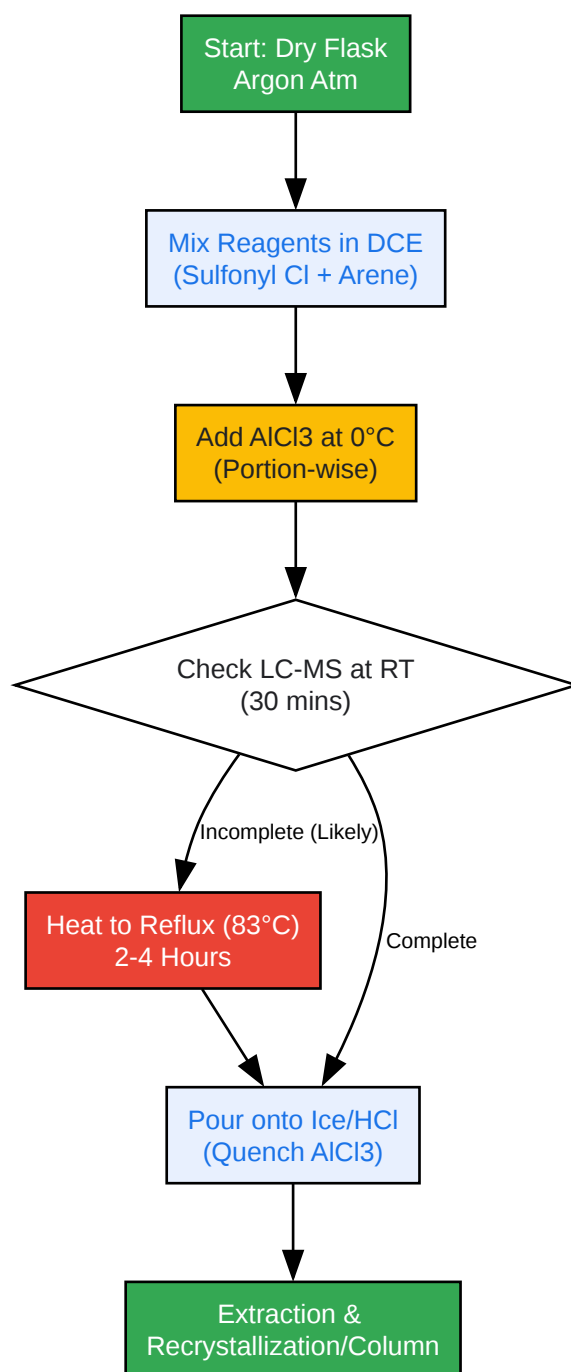 Start: Dry Flask
Argon Atm
Mix Reagents in DCE
(Sulfonyl Cl + Arene)
Add AlCl3 at 0°C
(Portion-wise)
Check LC-MS at RT
(30 mins)
Incomplete (Likely)
Heat to Reflux (83°C)
2-4 Hours
Complete
Pour onto Ice/HCl
(Quench AlCl3)
Extraction &
Recrystallization/Column